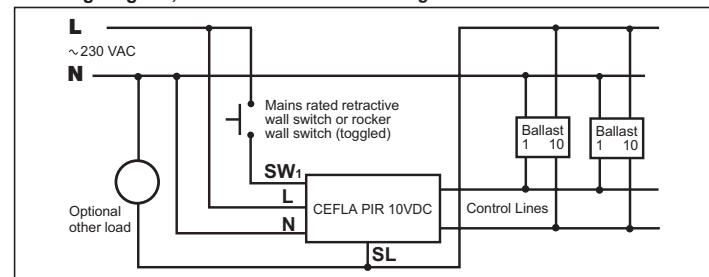 L
~230 VAC
N
Mains rated retractive
wall switch or rocker
wall switch (toggled)
Ballast
1 10
Ballast
1 10
SW1
L
CEFLA PIR 10VDC
Control Lines
N
Optional
other load
SL